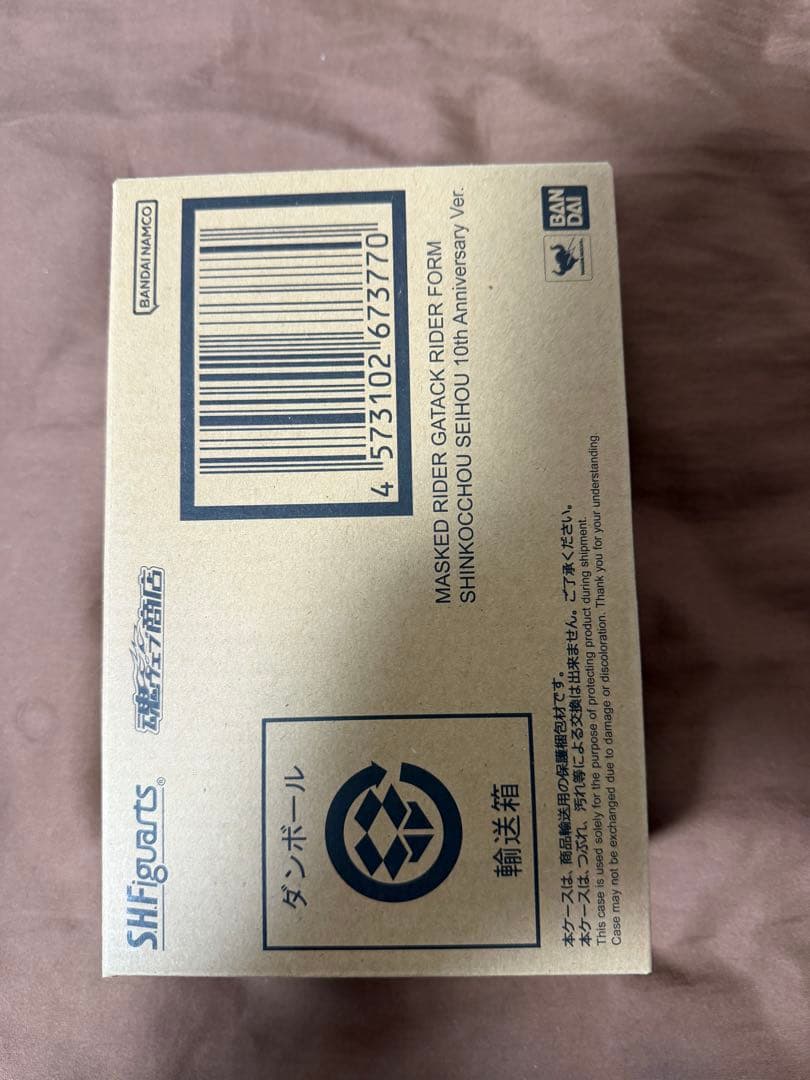 S.H.Figuarts®
魂ウェブ商店
BANDAI NAMCO
ダンボール
輸送箱
4 573102 673770
MASKED RIDER GATACK RIDER FORM
SHINKOCCHOU SEIHOU 10th Anniversary Ver.
BAN
DAI
本ケースは、商品輸送用の保護梱包材です。
本ケースは、つぶれ、汚れ等による交換は出来ません。ご了承ください。
This case is used solely for the purpose of protecting product during shipment.
Case may not be exchanged due to damage or discoloration. Thank you for your understanding.